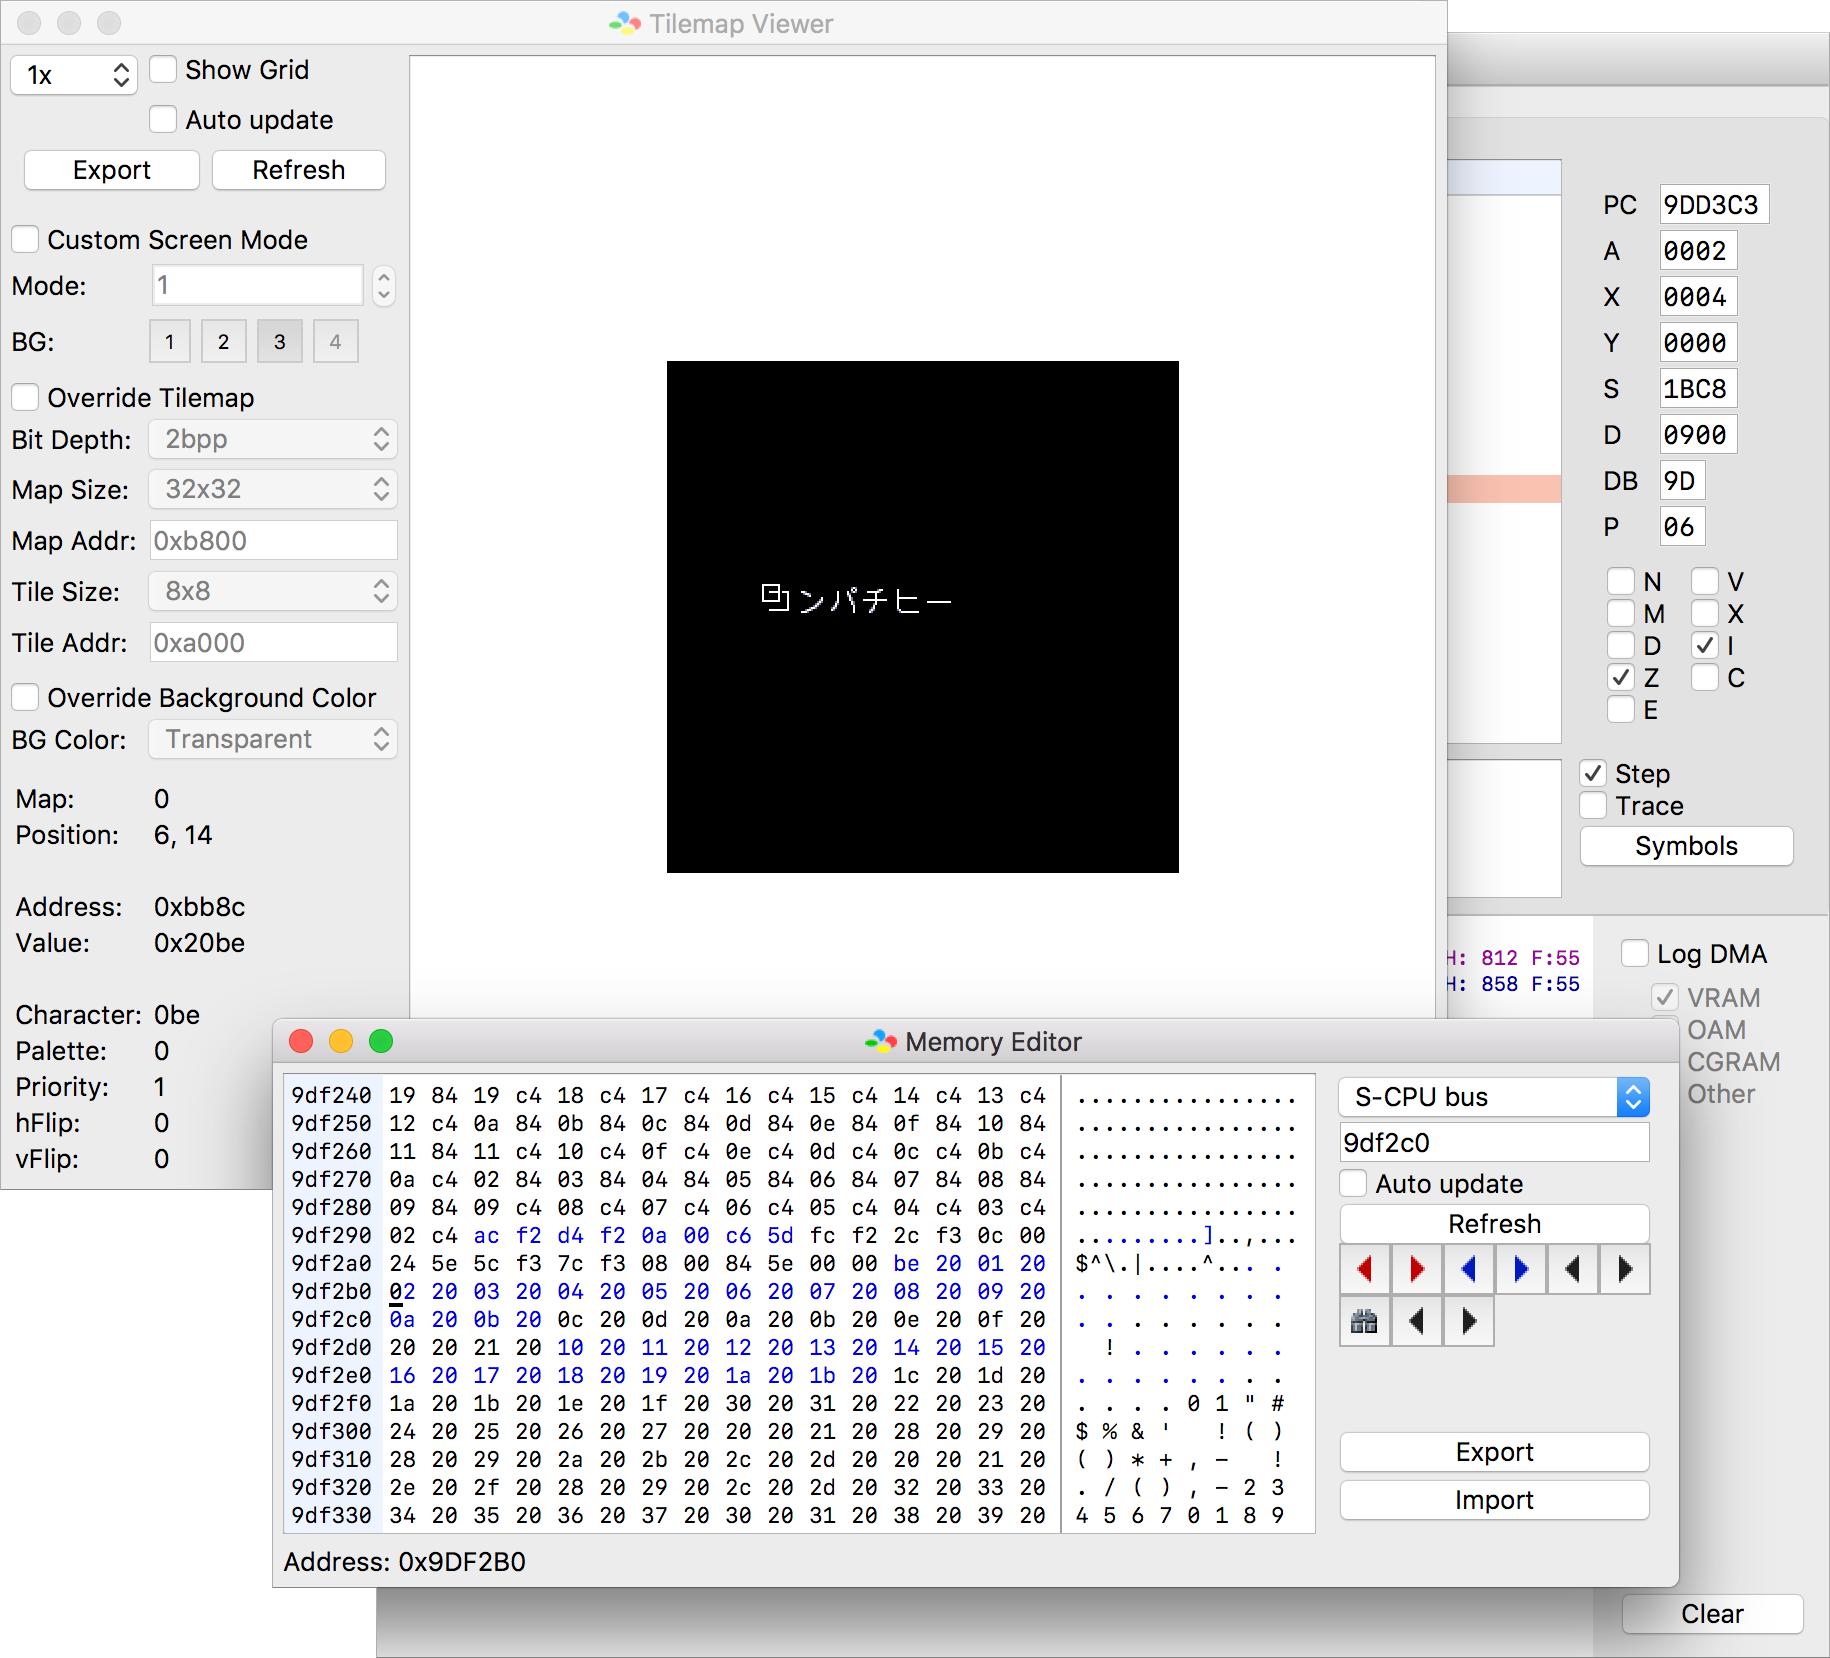 Tilemap Viewer
1x
Show Grid
Auto update
Export
Refresh
Custom Screen Mode
Mode:
1
BG:
1
2
3
4
Override Tilemap
Bit Depth:
2bpp
Map Size:
32x32
Map Addr:
0xb800
Tile Size:
8x8
Tile Addr:
0xa000
Override Background Color
BG Color:
Transparent
Map:
0
Position:
6, 14
Address:
0xbb8c
Value:
0x20be
Character:
0be
Palette:
0
Priority:
1
hFlip:
0
vFlip:
0
ンパチヒー
PC
9DD3C3
A
0002
X
0004
Y
0000
S
1BC8
D
0900
DB
9D
P
06
N
V
M
X
D
I
Z
C
E
Step
Trace
Symbols
H: 812 F:55
H: 858 F:55
Log DMA
VRAM
OAM
CGRAM
Other
Clear
Memory Editor
9df240 19 84 19 c4 18 c4 17 c4 16 c4 15 c4 14 c4 13 c4 ................
9df250 12 c4 0a 84 0b 84 0c 84 0d 84 0e 84 0f 84 10 84 ................
9df260 11 84 11 c4 10 c4 0f c4 0e c4 0d c4 0c c4 0b c4 ................
9df270 0a c4 02 84 03 84 04 84 05 84 06 84 07 84 08 84 ................
9df280 09 84 09 c4 08 c4 07 c4 06 c4 05 c4 04 c4 03 c4 ................
9df290 02 c4 ac f2 d4 f2 0a 00 c6 5d fc f2 2c f3 0c 00 .........]..,...
9df2a0 24 5e 5c f3 7c f3 08 00 84 5e 00 00 be 20 01 20 $^\.|....^... . 
9df2b0 02 20 03 20 04 20 05 20 06 20 07 20 08 20 09 20 . . . . . . . . 
9df2c0 0a 20 0b 20 0c 20 0d 20 0a 20 0b 20 0e 20 0f 20 . . . . . . . . 
9df2d0 20 20 21 20 10 20 11 20 12 20 13 20 14 20 15 20   ! . . . . . . 
9df2e0 16 20 17 20 18 20 19 20 1a 20 1b 20 1c 20 1d 20 . . . . . . . . 
9df2f0 1a 20 1b 20 1e 20 1f 20 30 20 31 20 22 20 23 20 . . . . 0 1 " # 
9df300 24 20 25 20 26 20 27 20 20 20 21 20 28 20 29 20 $ % & '   ! ( ) 
9df310 28 20 29 20 2a 20 2b 20 2c 20 2d 20 20 20 21 20 ( ) * + , -   ! 
9df320 2e 20 2f 20 28 20 29 20 2c 20 2d 20 32 20 33 20 . / ( ) , - 2 3 
9df330 34 20 35 20 36 20 37 20 30 20 31 20 38 20 39 20 4 5 6 7 0 1 8 9 
Address: 0x9DF2B0
S-CPU bus
9df2c0
Auto update
Refresh
Export
Import